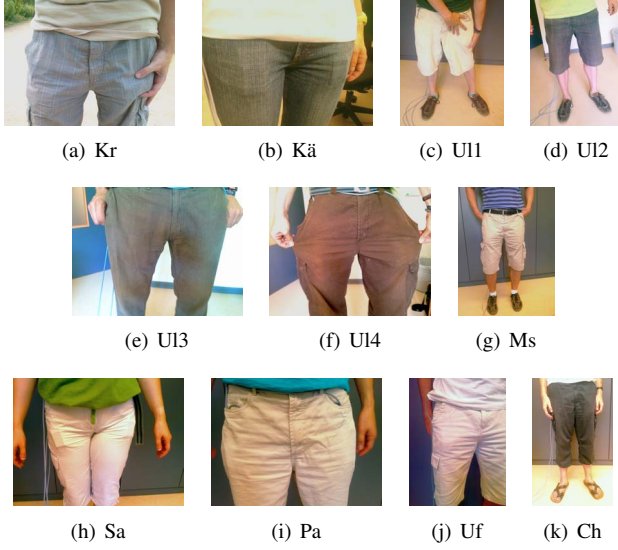 (a) Kr (b) Kä (c) Ul1 (d) Ul2
(e) Ul3 (f) Ul4 (g) Ms
(h) Sa (i) Pa (j) Uf (k) Ch